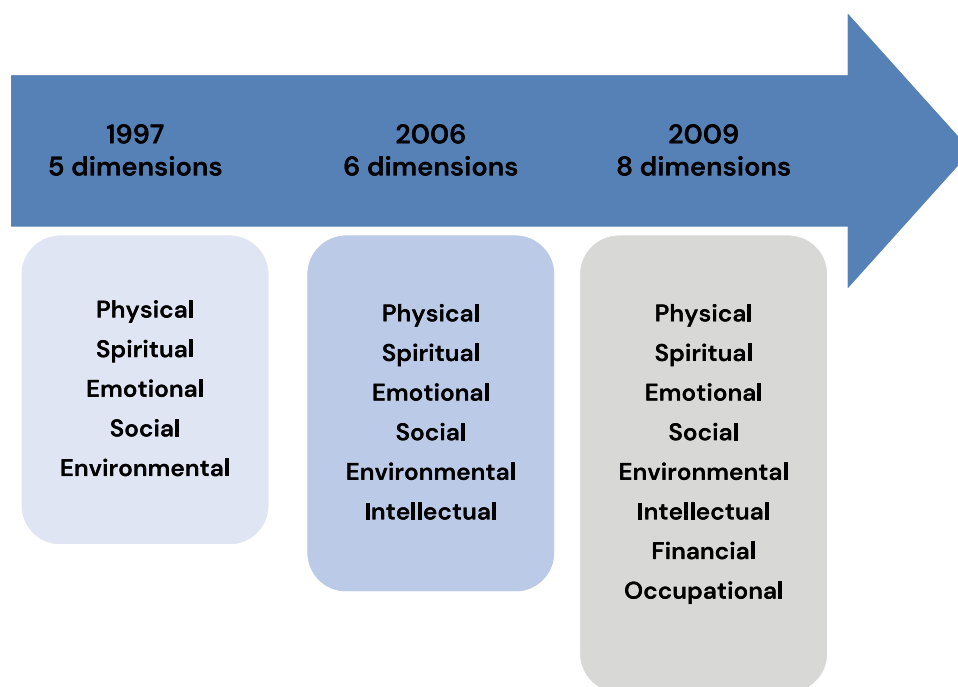 1997
5 dimensions
2006
6 dimensions
2009
8 dimensions
Physical
Spiritual
Emotional
Social
Environmental
Physical
Spiritual
Emotional
Social
Environmental
Intellectual
Physical
Spiritual
Emotional
Social
Environmental
Intellectual
Financial
Occupational